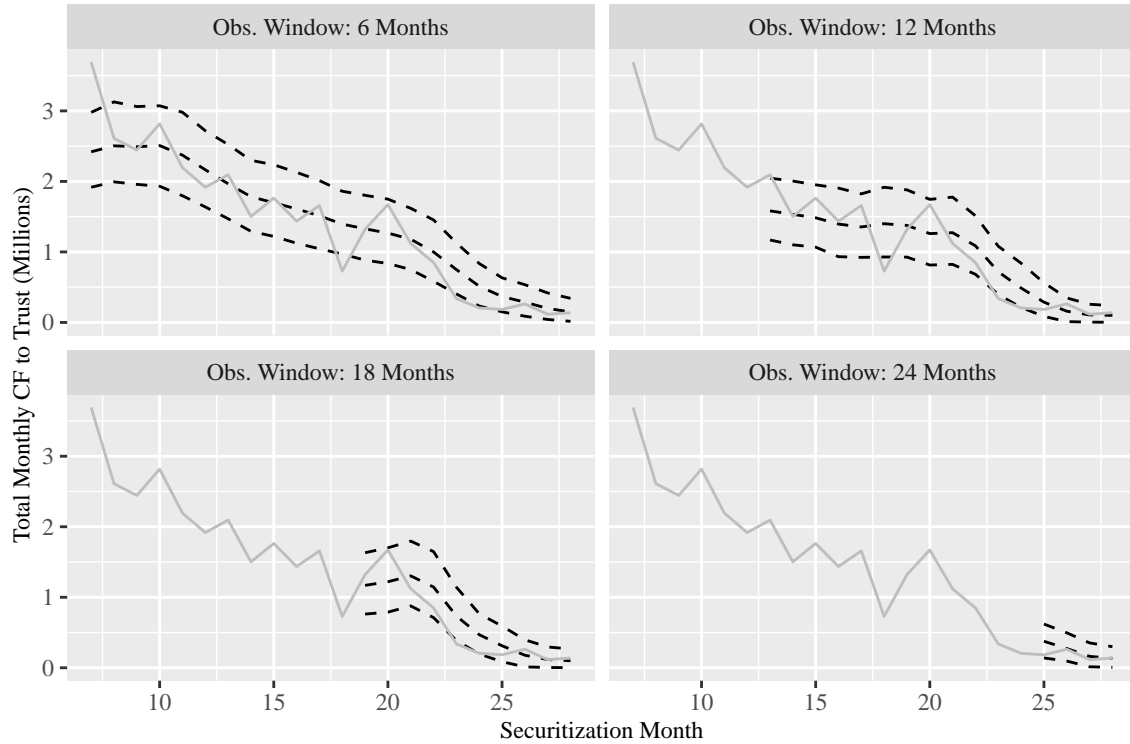 Obs. Window: 6 Months
Obs. Window: 12 Months
3
2
1
0
Obs. Window: 18 Months
Obs. Window: 24 Months
3
2
1
0
10
15
20
25
10
15
20
25
Total Monthly CF to Trust (Millions)
Securitization Month